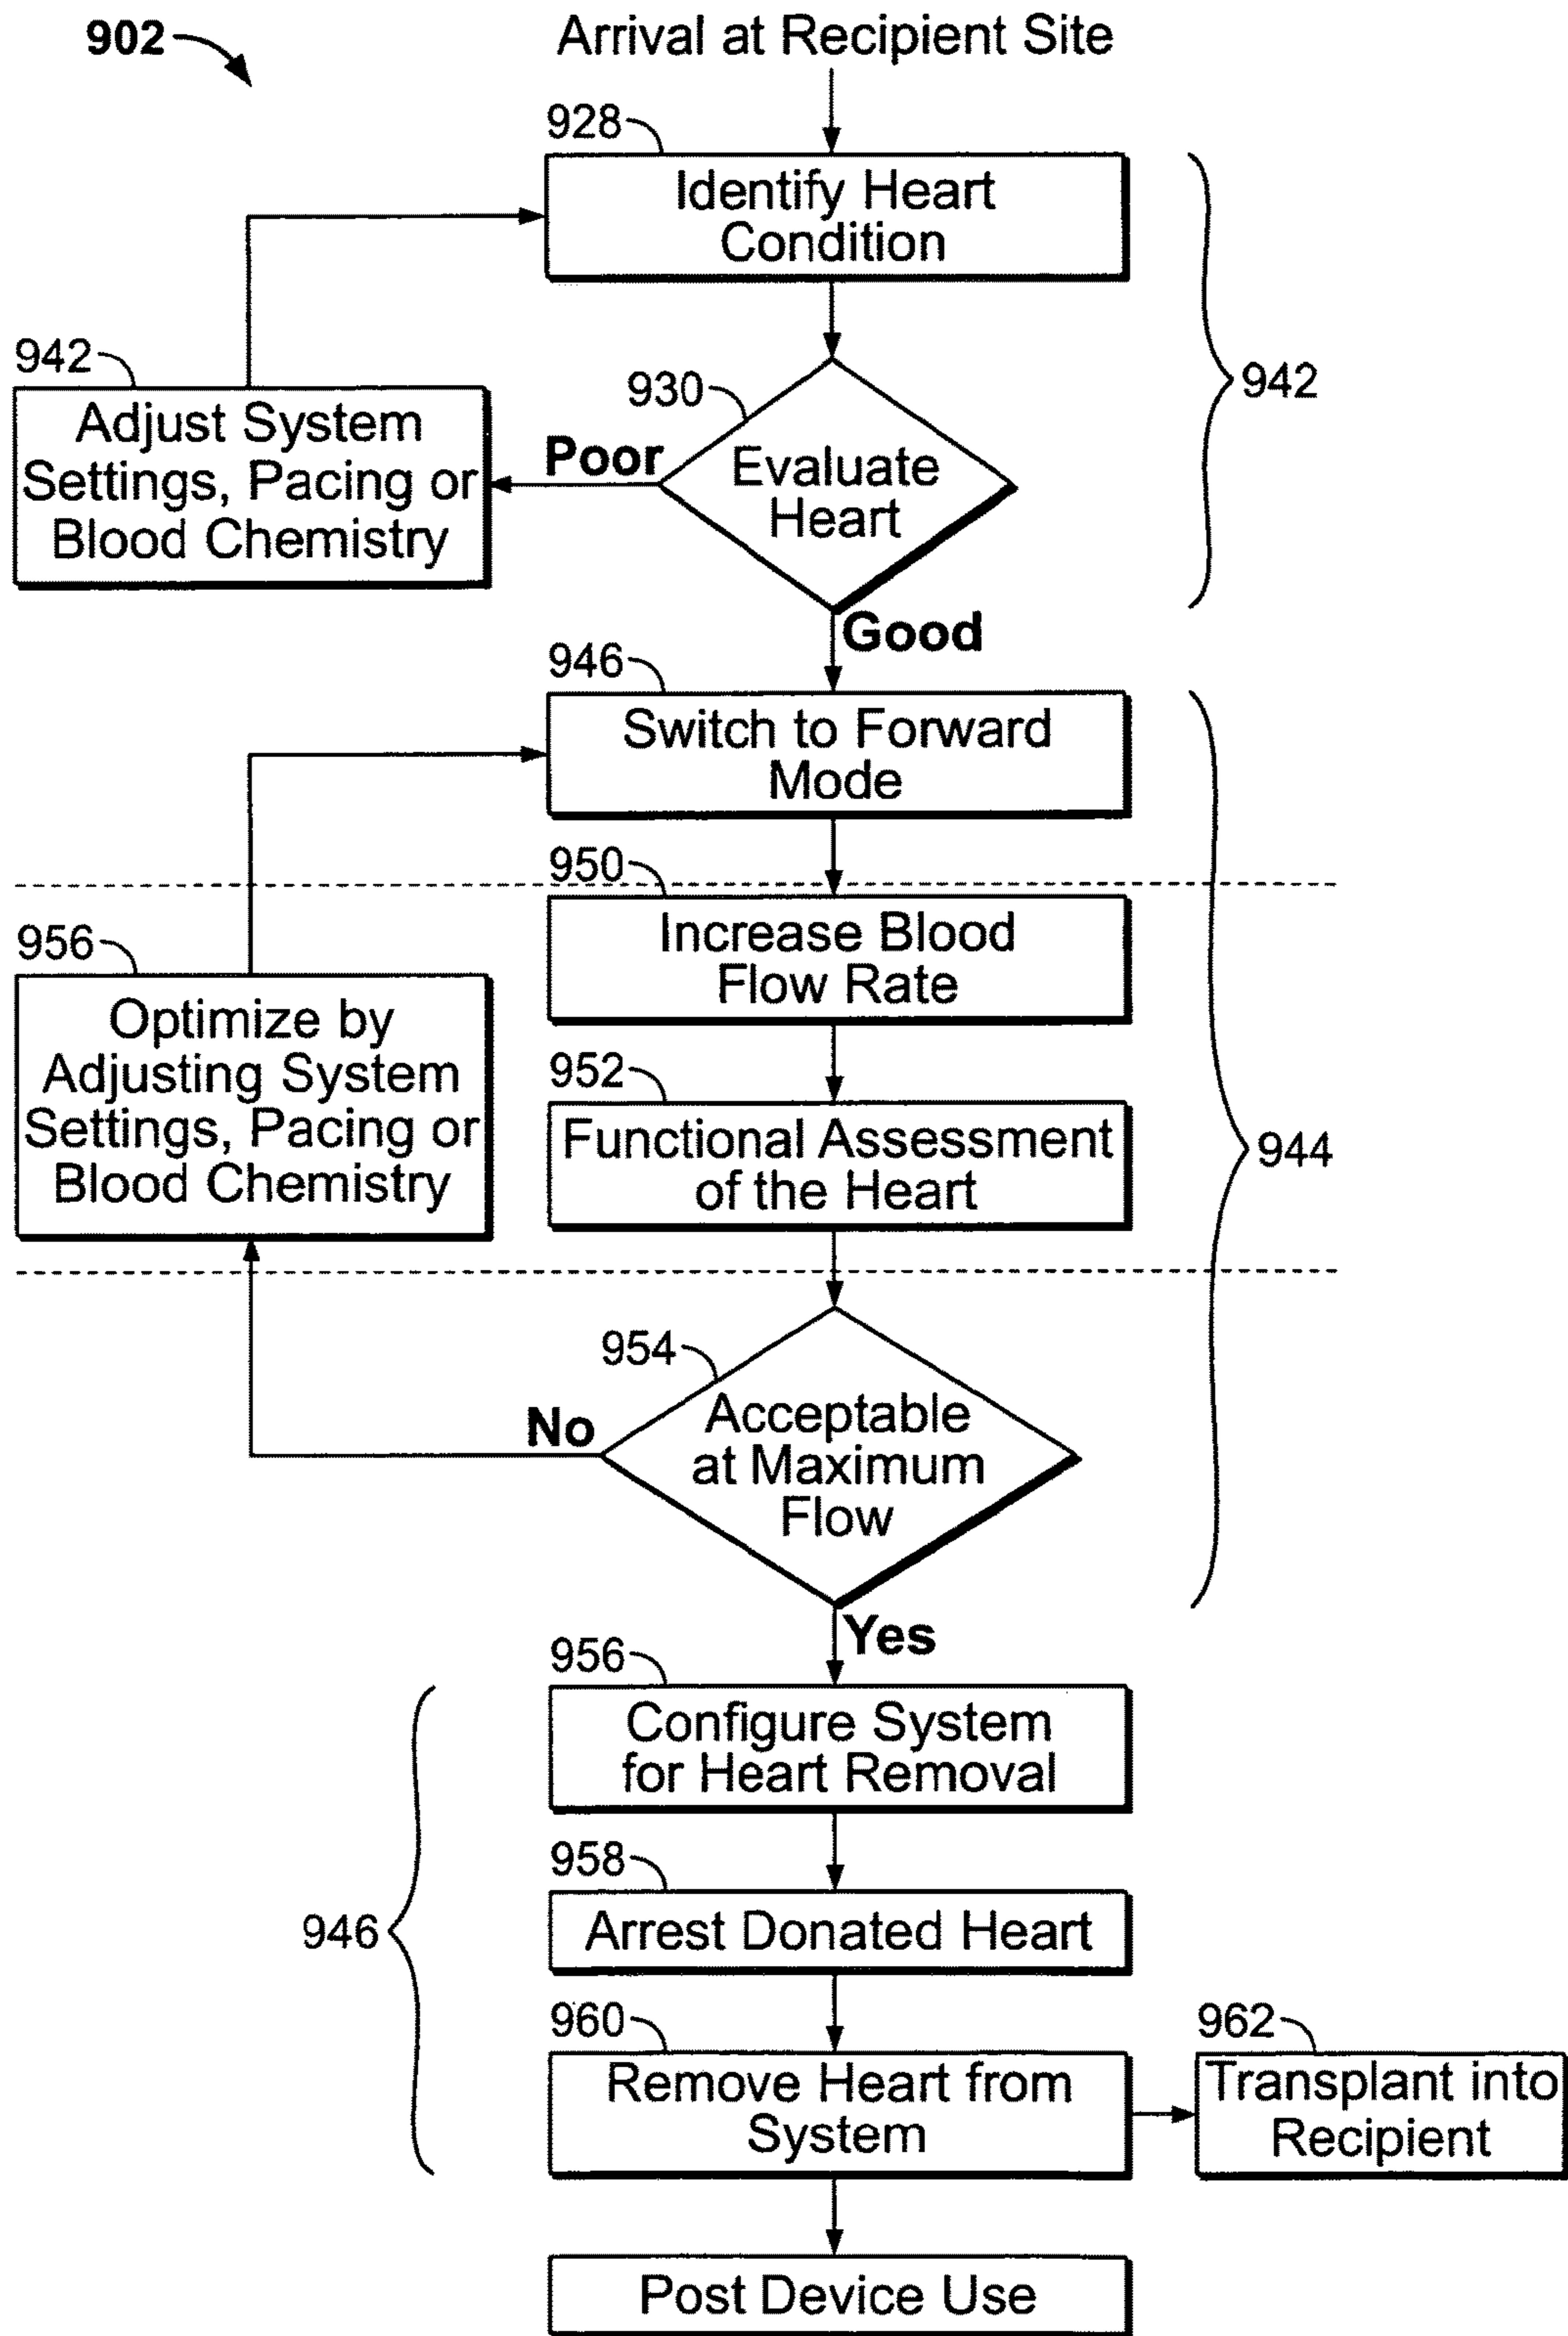 902
Arrival at Recipient Site
928
Identify Heart
Condition
942
Adjust System
Settings, Pacing or
Blood Chemistry
930
Poor
Evaluate
Heart
942
Good
946
Switch to Forward
Mode
950
Increase Blood
Flow Rate
956
Optimize by
Adjusting System
Settings, Pacing or
Blood Chemistry
952
Functional Assessment
of the Heart
944
954
No
Acceptable
at Maximum
Flow
Yes
956
Configure System
for Heart Removal
946
958
Arrest Donated Heart
960
Remove Heart from
System
962
Transplant into
Recipient
Post Device Use